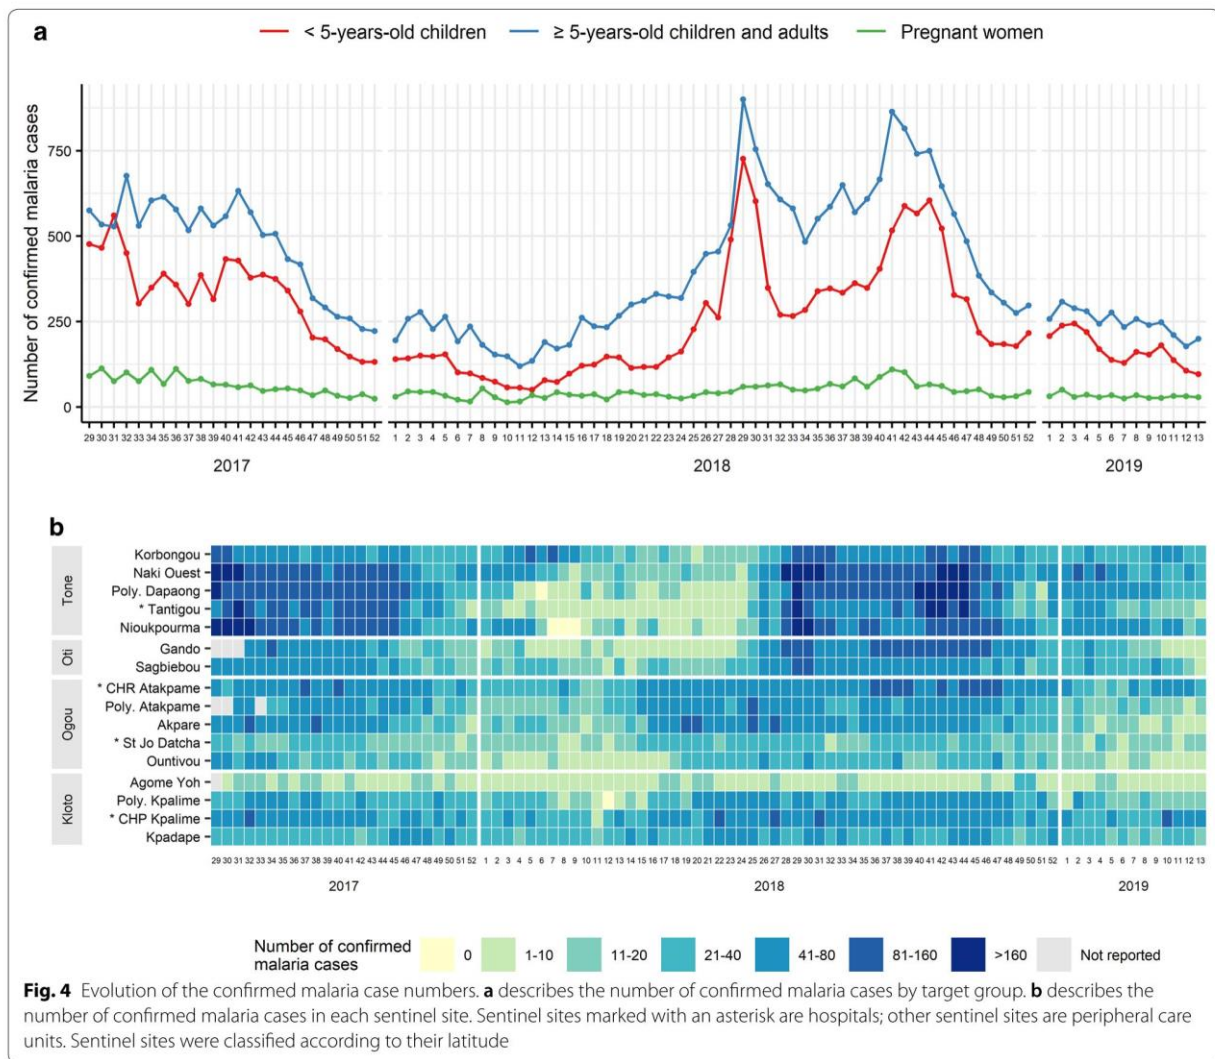 a
< 5-years-old children ≥ 5-years-old children and adults Pregnant women
Number of confirmed malaria cases
750
500
250
0
29 30 31 32 33 34 35 36 37 38 39 40 41 42 43 44 45 46 47 48 49 50 51 52 1 2 3 4 5 6 7 8 9 10 11 12 13 14 15 16 17 18 19 20 21 22 23 24 25 26 27 28 29 30 31 32 33 34 35 36 37 38 39 40 41 42 43 44 45 46 47 48 49 50 51 52 1 2 3 4 5 6 7 8 9 10 11 12 13
2017 2018 2019
b
Tone
Korbongou
Naki Ouest
Poly. Dapaong
* Tantigou
Nioukpourma
Oti
Gando
Sagbiebou
Ogou
* CHR Atakpame
Poly. Atakpame
Akpare
* St Jo Datcha
Ountivou
Kloto
Agome Yoh
Poly. Kpalime
* CHP Kpalime
Kpadape
29 30 31 32 33 34 35 36 37 38 39 40 41 42 43 44 45 46 47 48 49 50 51 52 1 2 3 4 5 6 7 8 9 10 11 12 13 14 15 16 17 18 19 20 21 22 23 24 25 26 27 28 29 30 31 32 33 34 35 36 37 38 39 40 41 42 43 44 45 46 47 48 49 50 51 52 1 2 3 4 5 6 7 8 9 10 11 12 13
2017 2018 2019
Number of confirmed
malaria cases
0 1-10 11-20 21-40 41-80 81-160 >160 Not reported
Fig. 4 Evolution of the confirmed malaria case numbers. a describes the number of confirmed malaria cases by target group. b describes the
number of confirmed malaria cases in each sentinel site. Sentinel sites marked with an asterisk are hospitals; other sentinel sites are peripheral care
units. Sentinel sites were classified according to their latitude